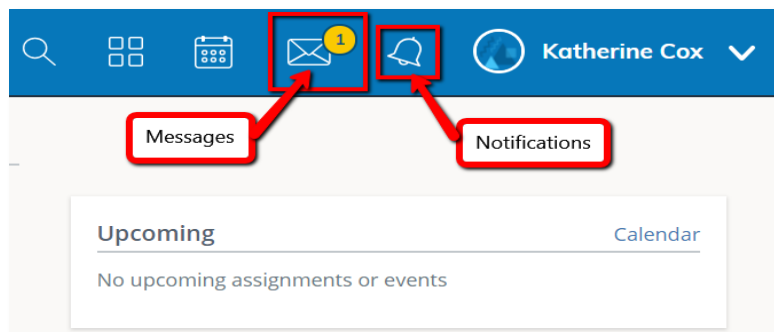 1
Katherine Cox
Messages
Notifications
Upcoming
Calendar
No upcoming assignments or events